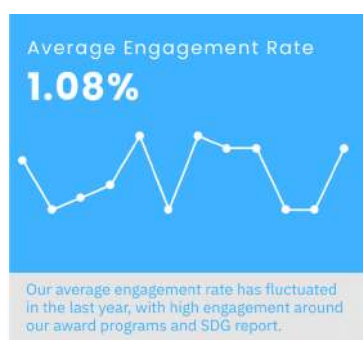 Average Engagement Rate
1.08%
Our average engagement rate has fluctuated
in the last year, with high engagement around
our award programs and SDG report.